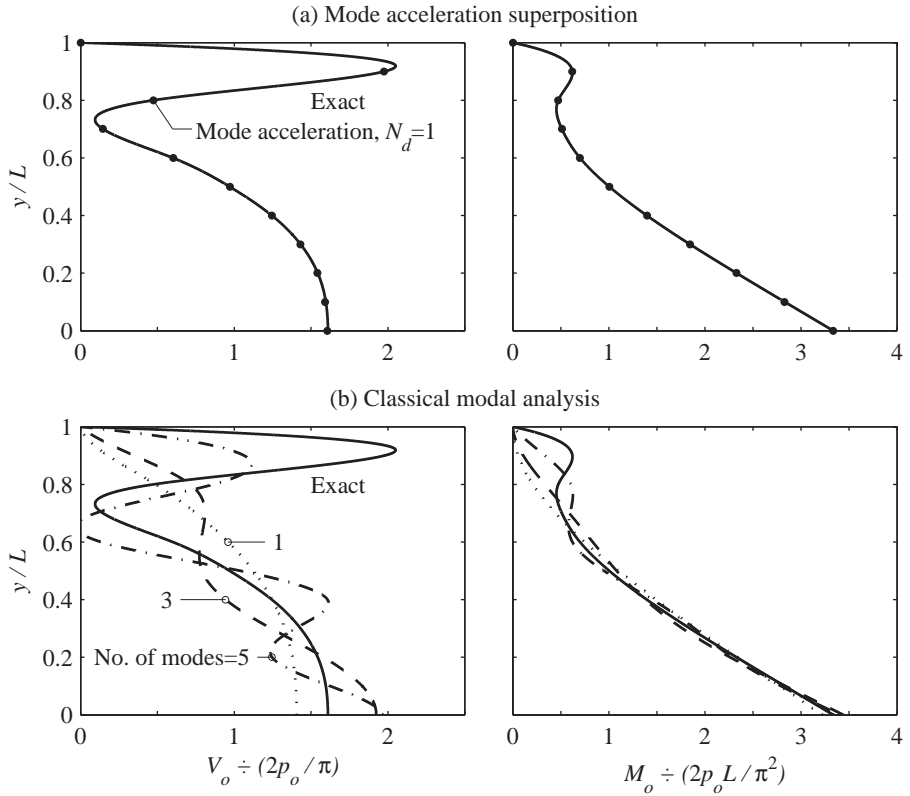 (a) Mode acceleration superposition
1
0.8
0.6
0.4
0.2
0
y / L
Exact
Mode acceleration, N_d=1
0 1 2
0 1 2 3 4
(b) Classical modal analysis
1
0.8
0.6
0.4
0.2
0
y / L
Exact
1
3
No. of modes=5
0 1 2
0 1 2 3 4
V_o ÷ (2p_o / π)
M_o ÷ (2p_o L / π²)